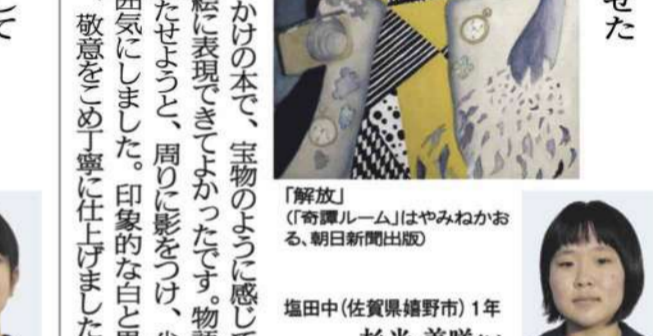 せた
「解放」
(「奇譚ルーム」はやみねかお
る、朝日新聞出版)
塩田中(佐賀県嬉野市)1年
かけの本で、宝物のように感じて
絵に表現できてよかったです。物語
たせようと、周りに影をつけ、
囲気にしました。印象的な白と黒
敬意をこめ丁寧に仕上げました
して